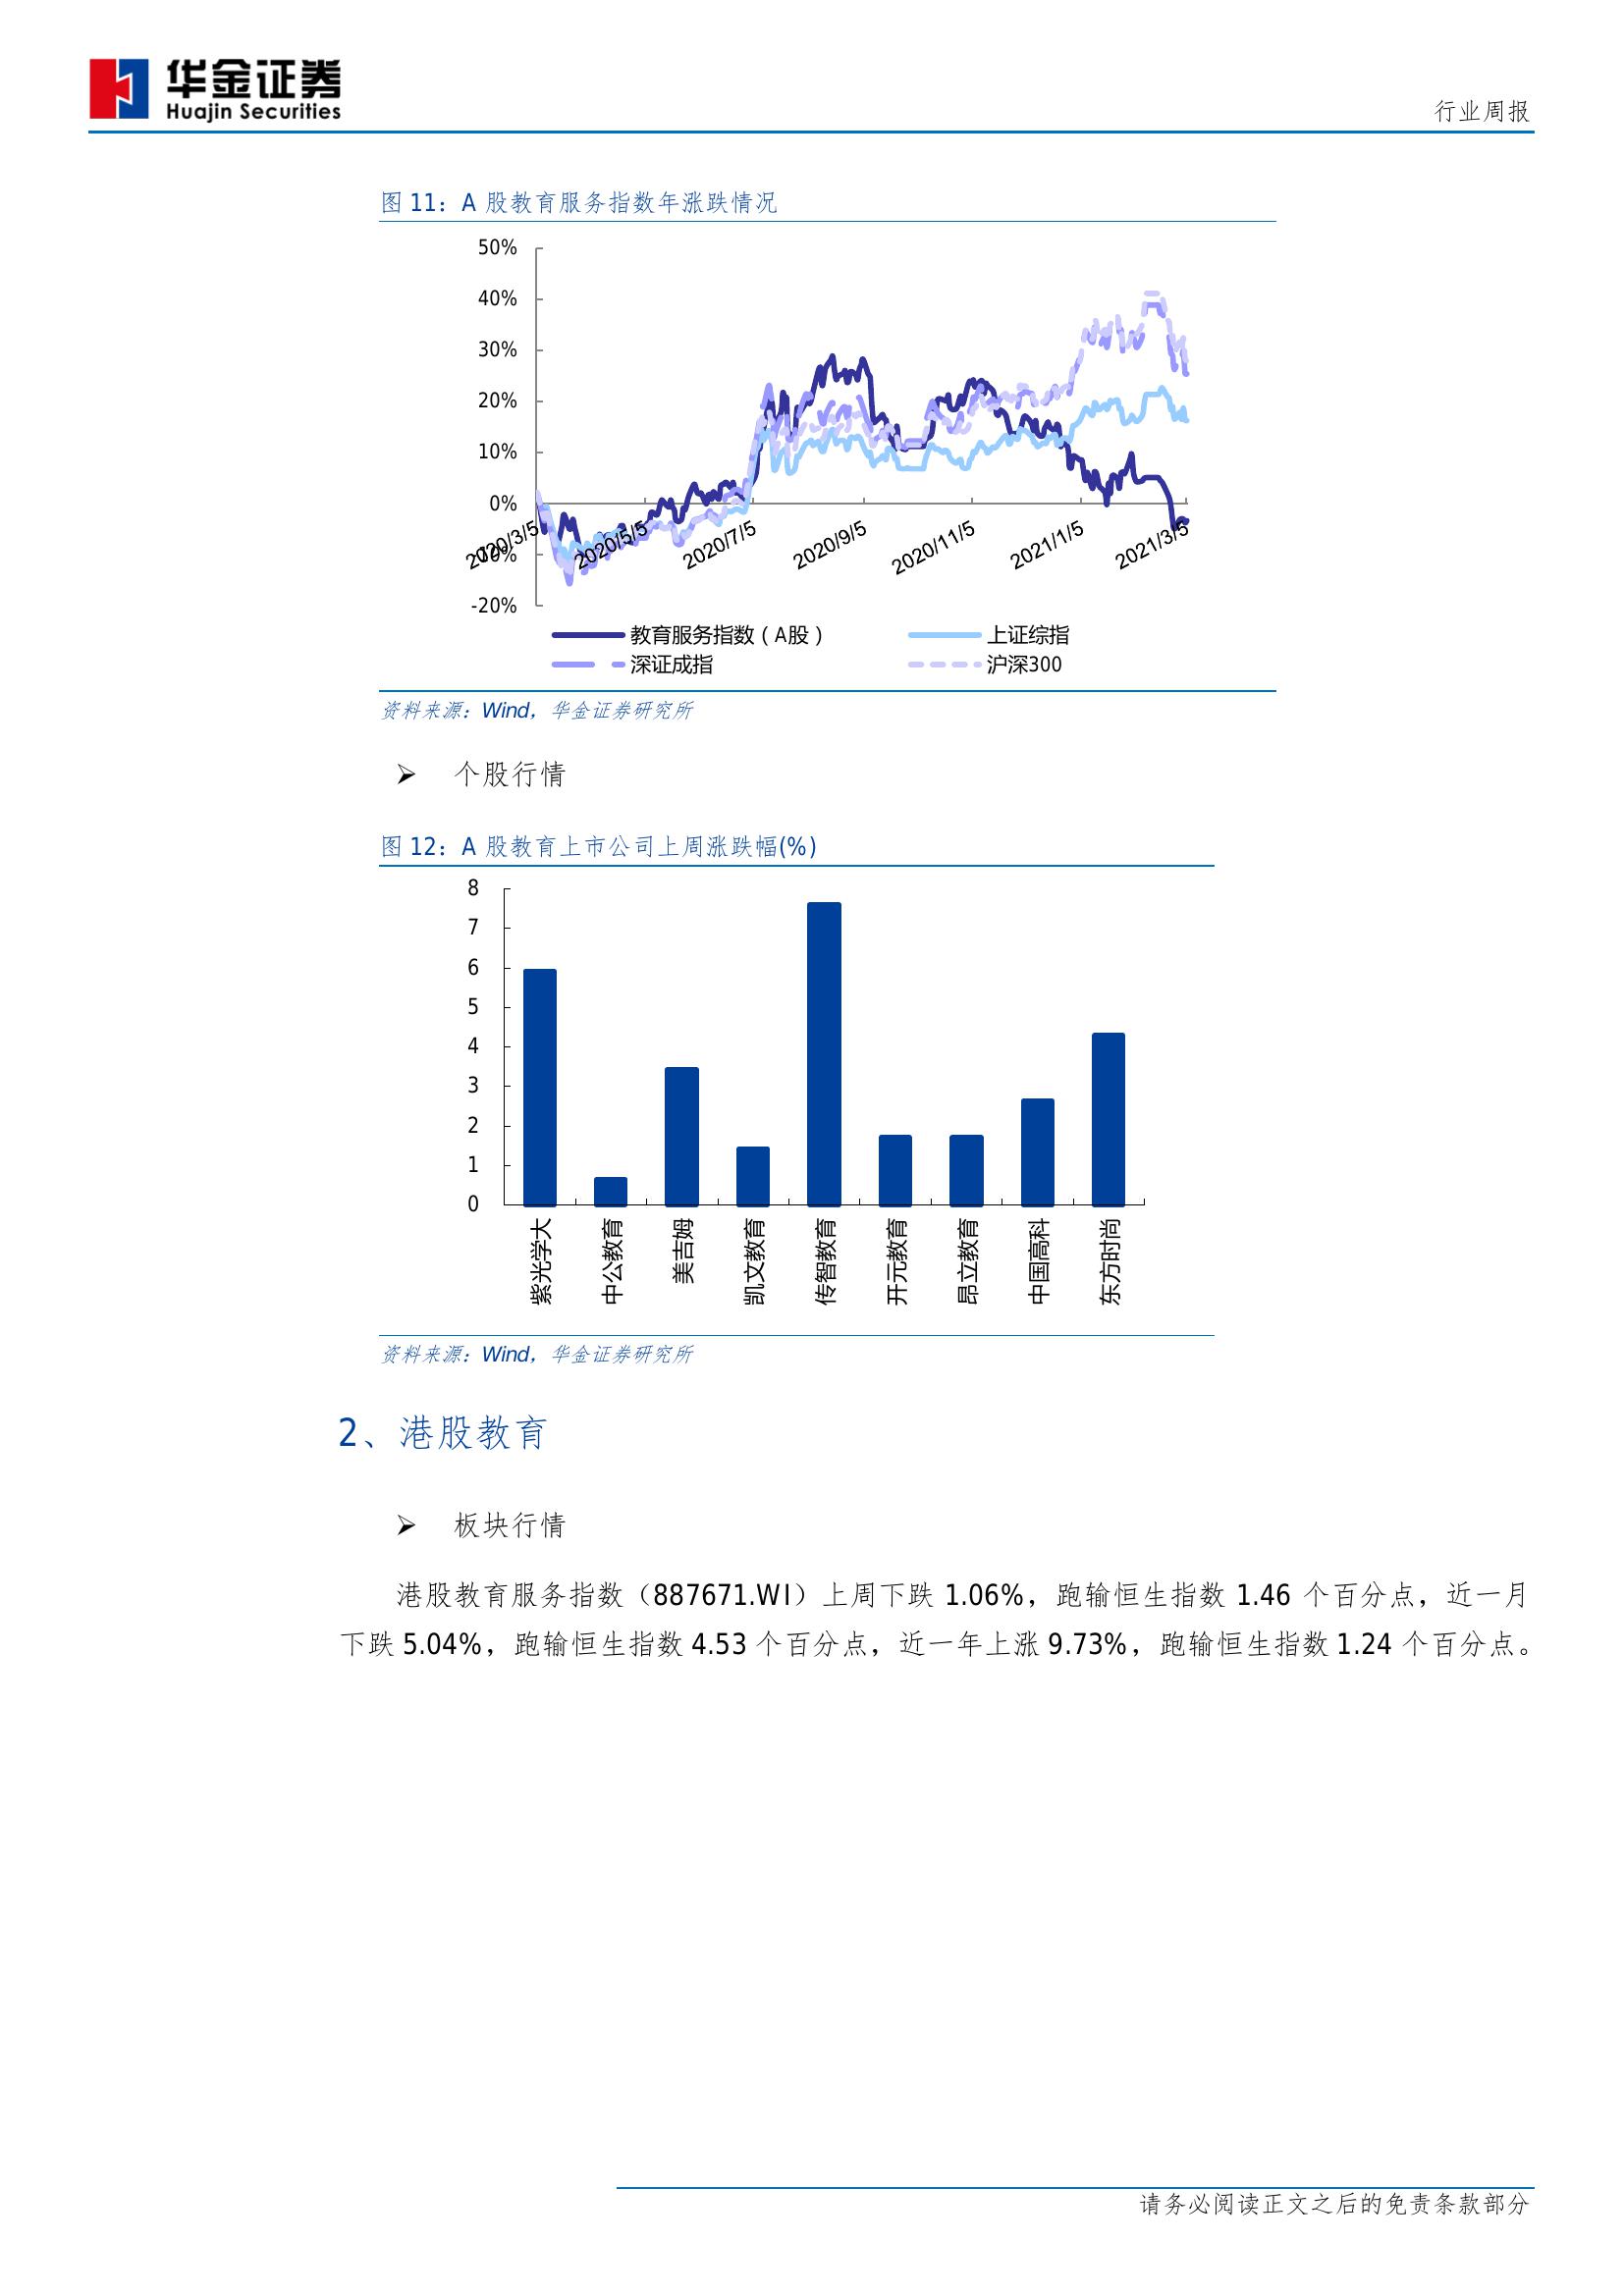 华金证券
Huajin Securities
行业周报
图 11：A 股教育服务指数年涨跌情况
50%
40%
30%
20%
10%
0%
-10%
-20%
2020/3/5
2020/5/5
2020/7/5
2020/9/5
2020/11/5
2021/1/5
2021/3/5
教育服务指数（A股）
上证综指
深证成指
沪深300
资料来源：Wind，华金证券研究所
➢ 个股行情
图 12：A 股教育上市公司上周涨跌幅(%)
8
7
6
5
4
3
2
1
0
紫光学大
中公教育
美吉姆
凯文教育
传智教育
开元教育
昂立教育
中国高科
东方时尚
资料来源：Wind，华金证券研究所
2、港股教育
➢ 板块行情
港股教育服务指数（887671.WI）上周下跌 1.06%，跑输恒生指数 1.46 个百分点，近一月
下跌 5.04%，跑输恒生指数 4.53 个百分点，近一年上涨 9.73%，跑输恒生指数 1.24 个百分点。
请务必阅读正文之后的免责条款部分